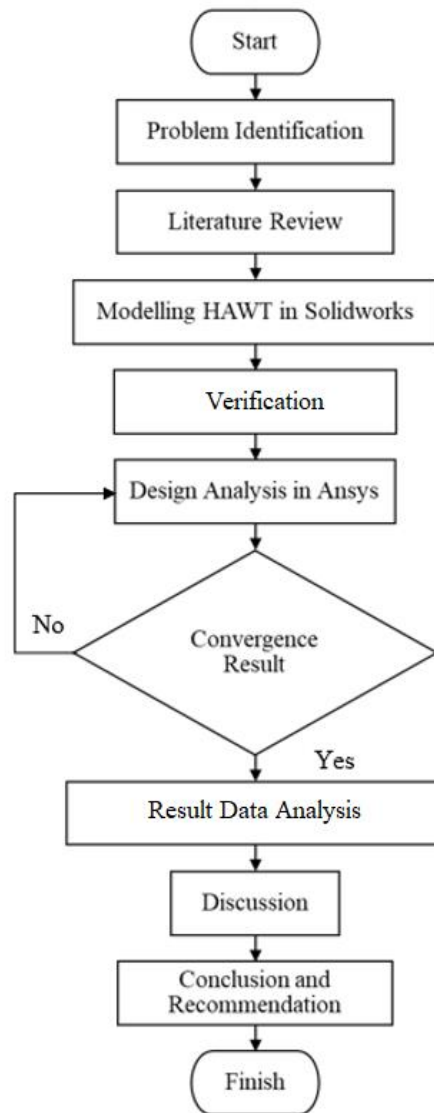 Start
Problem Identification
Literature Review
Modelling HAWT in Solidworks
Verification
Design Analysis in Ansys
No
Convergence
Result
Yes
Result Data Analysis
Discussion
Conclusion and
Recommendation
Finish